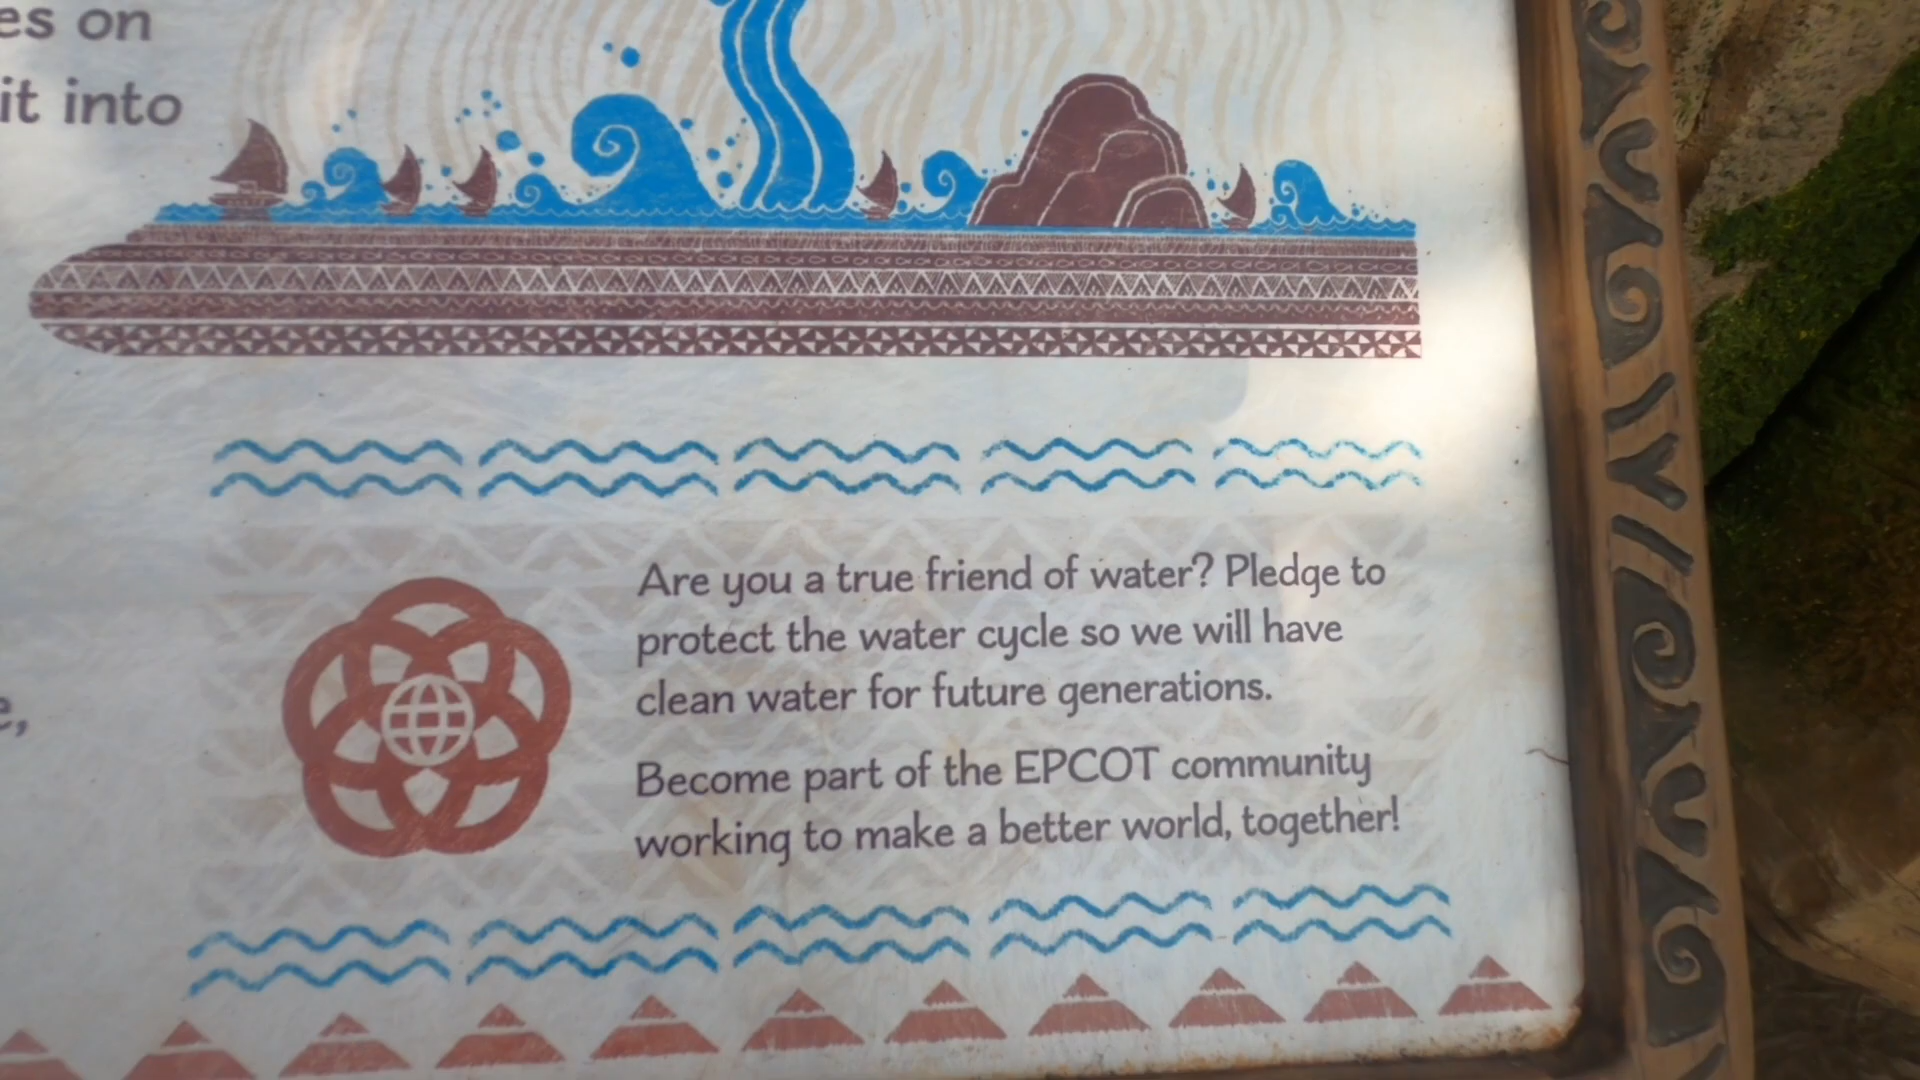 es on
it into
e,
Are you a true friend of water? Pledge to
protect the water cycle so we will have
clean water for future generations.
Become part of the EPCOT community
working to make a better world, together!